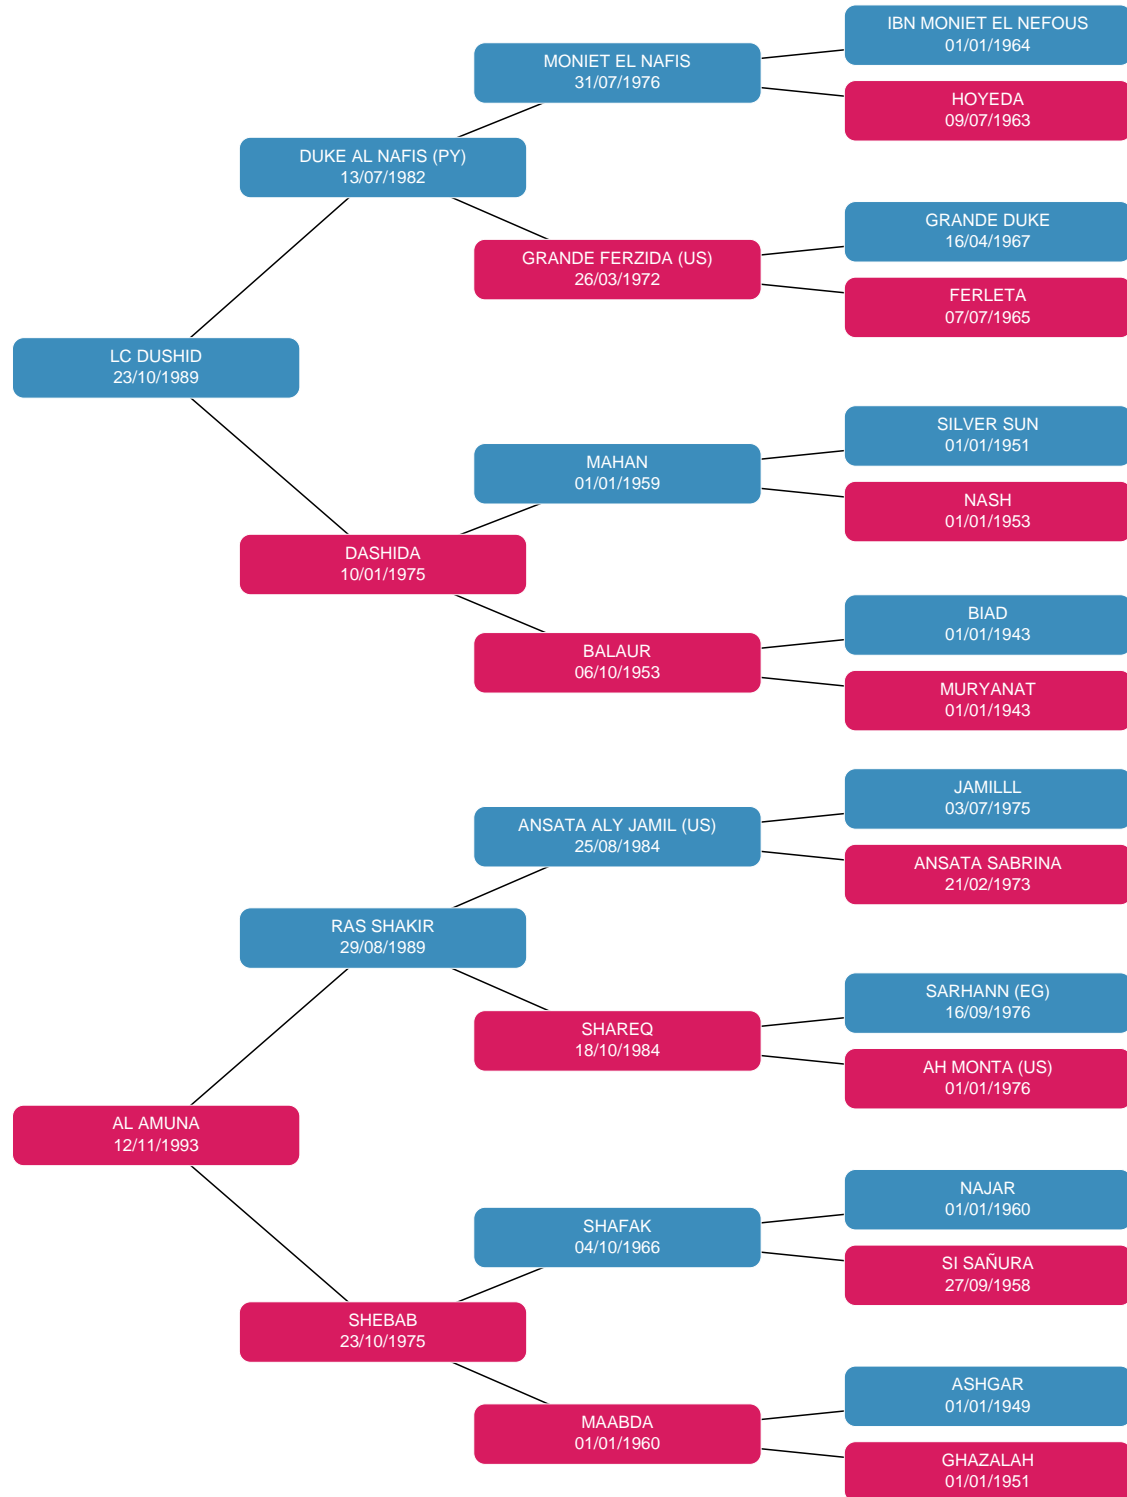 IBN MONIET EL NEFOUS
01/01/1964
MONIET EL NAFIS
31/07/1976
HOYEDA
09/07/1963
DUKE AL NAFIS (PY)
13/07/1982
GRANDE DUKE
16/04/1967
GRANDE FERZIDA (US)
26/03/1972
FERLETA
07/07/1965
LC DUSHID
23/10/1989
SILVER SUN
01/01/1951
MAHAN
01/01/1959
NASH
01/01/1953
DASHIDA
10/01/1975
BIAD
01/01/1943
BALAUR
06/10/1953
MURYANAT
01/01/1943
JAMILLL
03/07/1975
ANSATA ALY JAMIL (US)
25/08/1984
ANSATA SABRINA
21/02/1973
RAS SHAKIR
29/08/1989
SARHANN (EG)
16/09/1976
SHAREQ
18/10/1984
AH MONTA (US)
01/01/1976
AL AMUNA
12/11/1993
NAJAR
01/01/1960
SHAFAK
04/10/1966
SI SAÑURA
27/09/1958
SHEBAB
23/10/1975
ASHGAR
01/01/1949
MAABDA
01/01/1960
GHAZALAH
01/01/1951